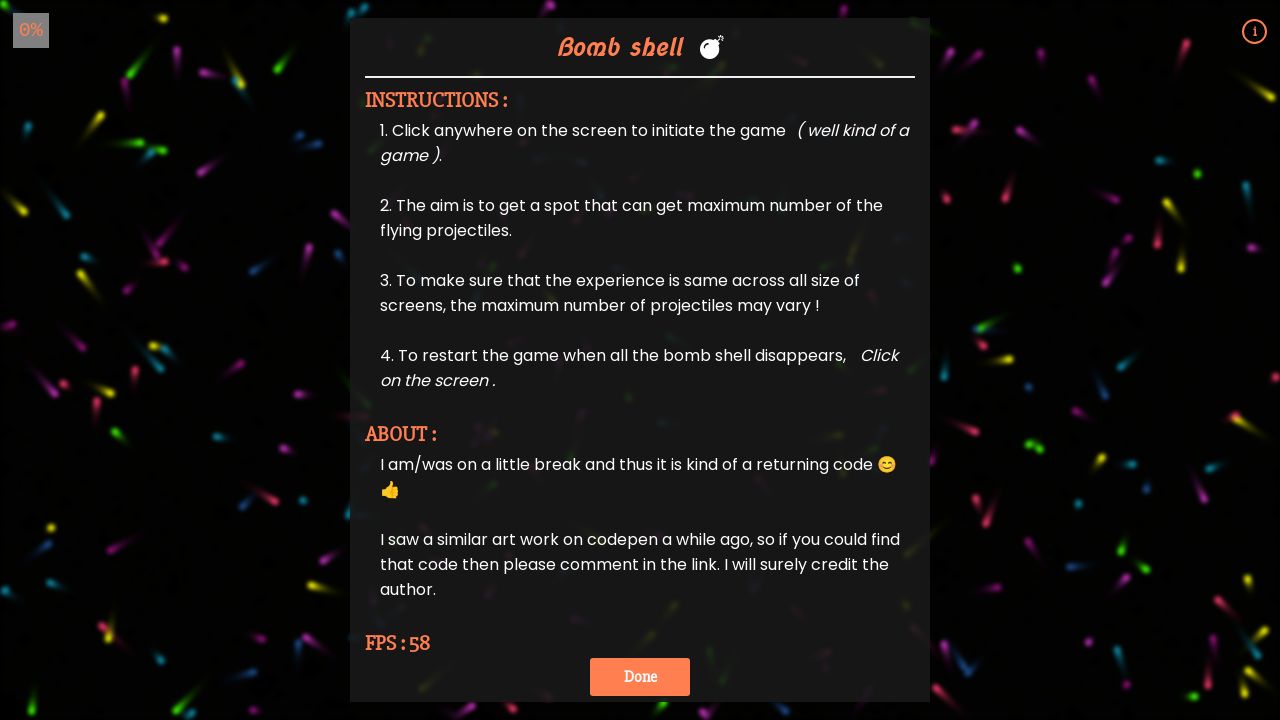 0%
i
Bomb shell 💣
INSTRUCTIONS :
1. Click anywhere on the screen to initiate the game ( well kind of a
game ).
2. The aim is to get a spot that can get maximum number of the
flying projectiles.
3. To make sure that the experience is same across all size of
screens, the maximum number of projectiles may vary !
4. To restart the game when all the bomb shell disappears, Click
on the screen .
ABOUT :
I am/was on a little break and thus it is kind of a returning code 😊
👍
I saw a similar art work on codepen a while ago, so if you could find
that code then please comment in the link. I will surely credit the
author.
FPS : 58
Done